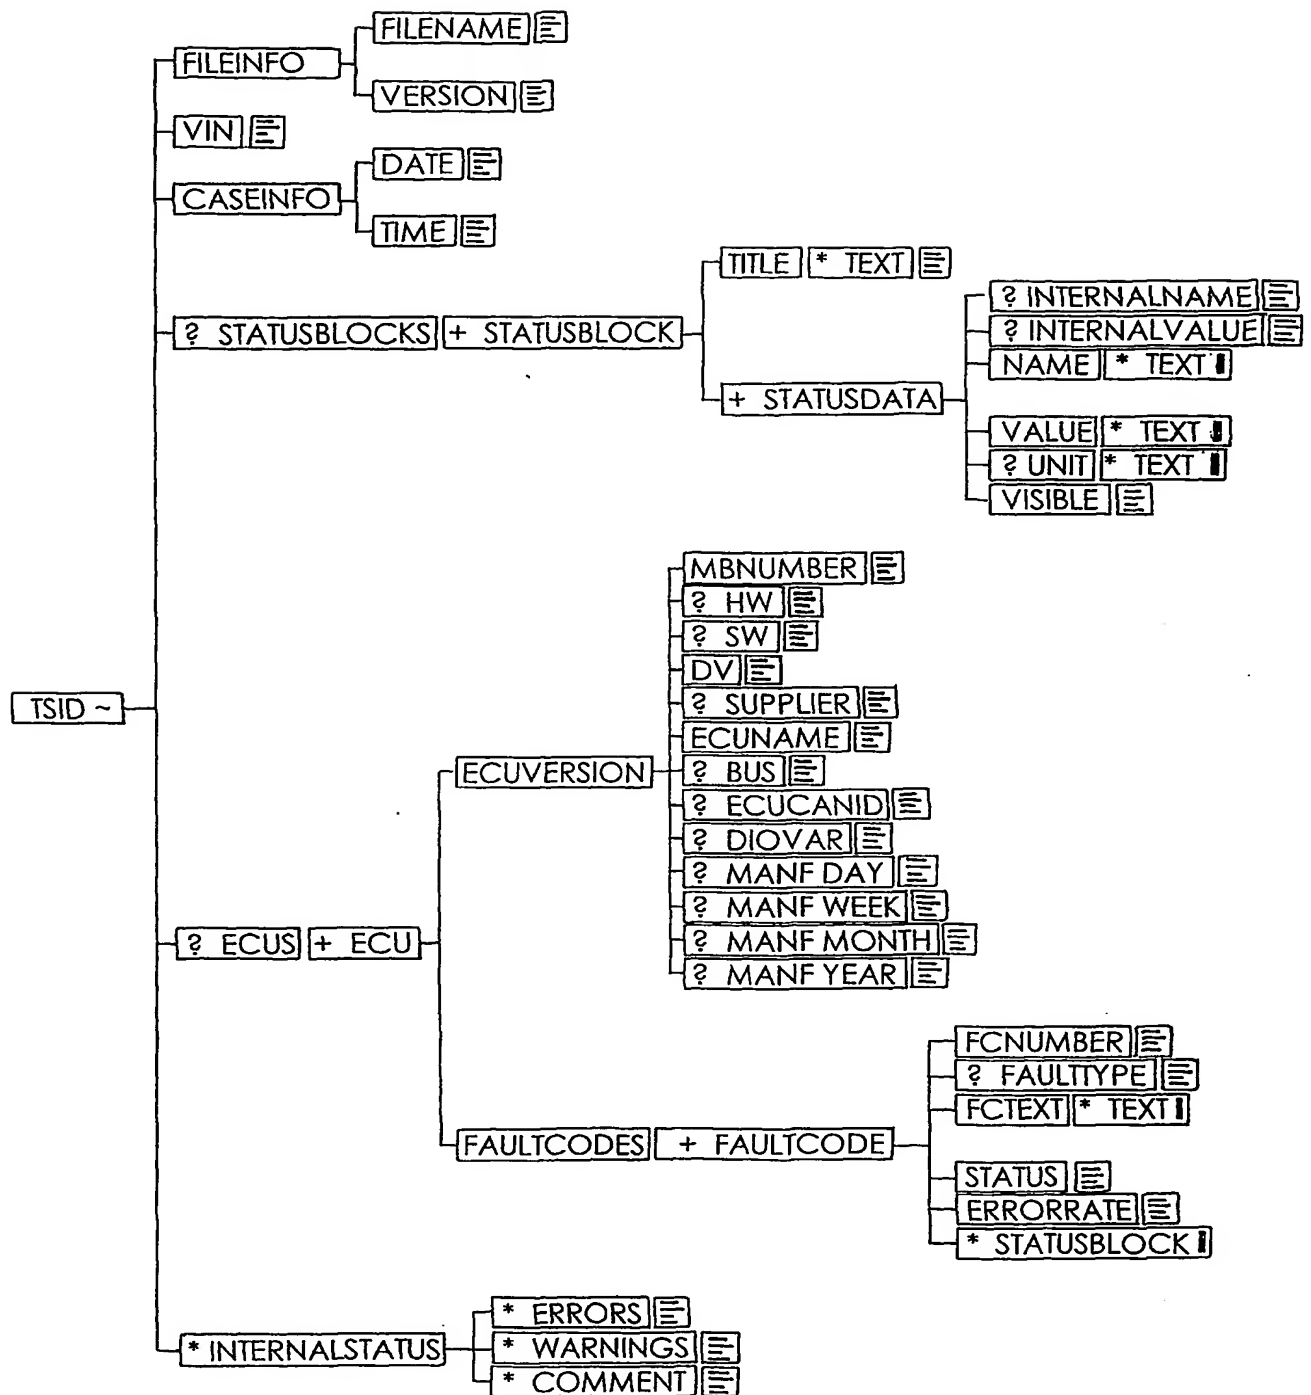 FILENAME
FILEINFO
VERSION
VIN
DATE
CASEINFO
TIME
TITLE * TEXT
? INTERNALNAME
? STATUSBLOCKS + STATUSBLOCK
? INTERNALVALUE
NAME * TEXT
+ STATUSDATA
VALUE * TEXT
? UNIT * TEXT
VISIBLE
MBNUMBER
? HW
? SW
DV
TSID ~
? SUPPLIER
ECUNAME
ECUVERSION
? BUS
? ECUCANID
? DIOVAR
? MANF DAY
? MANF WEEK
? ECUS + ECU
? MANF MONTH
? MANF YEAR
FCNUMBER
? FAULTTYPE
FCTEXT * TEXT
FAULTCODES + FAULTCODE
STATUS
ERRORRATE
* STATUSBLOCK
* ERRORS
* INTERNALSTATUS
* WARNINGS
* COMMENT